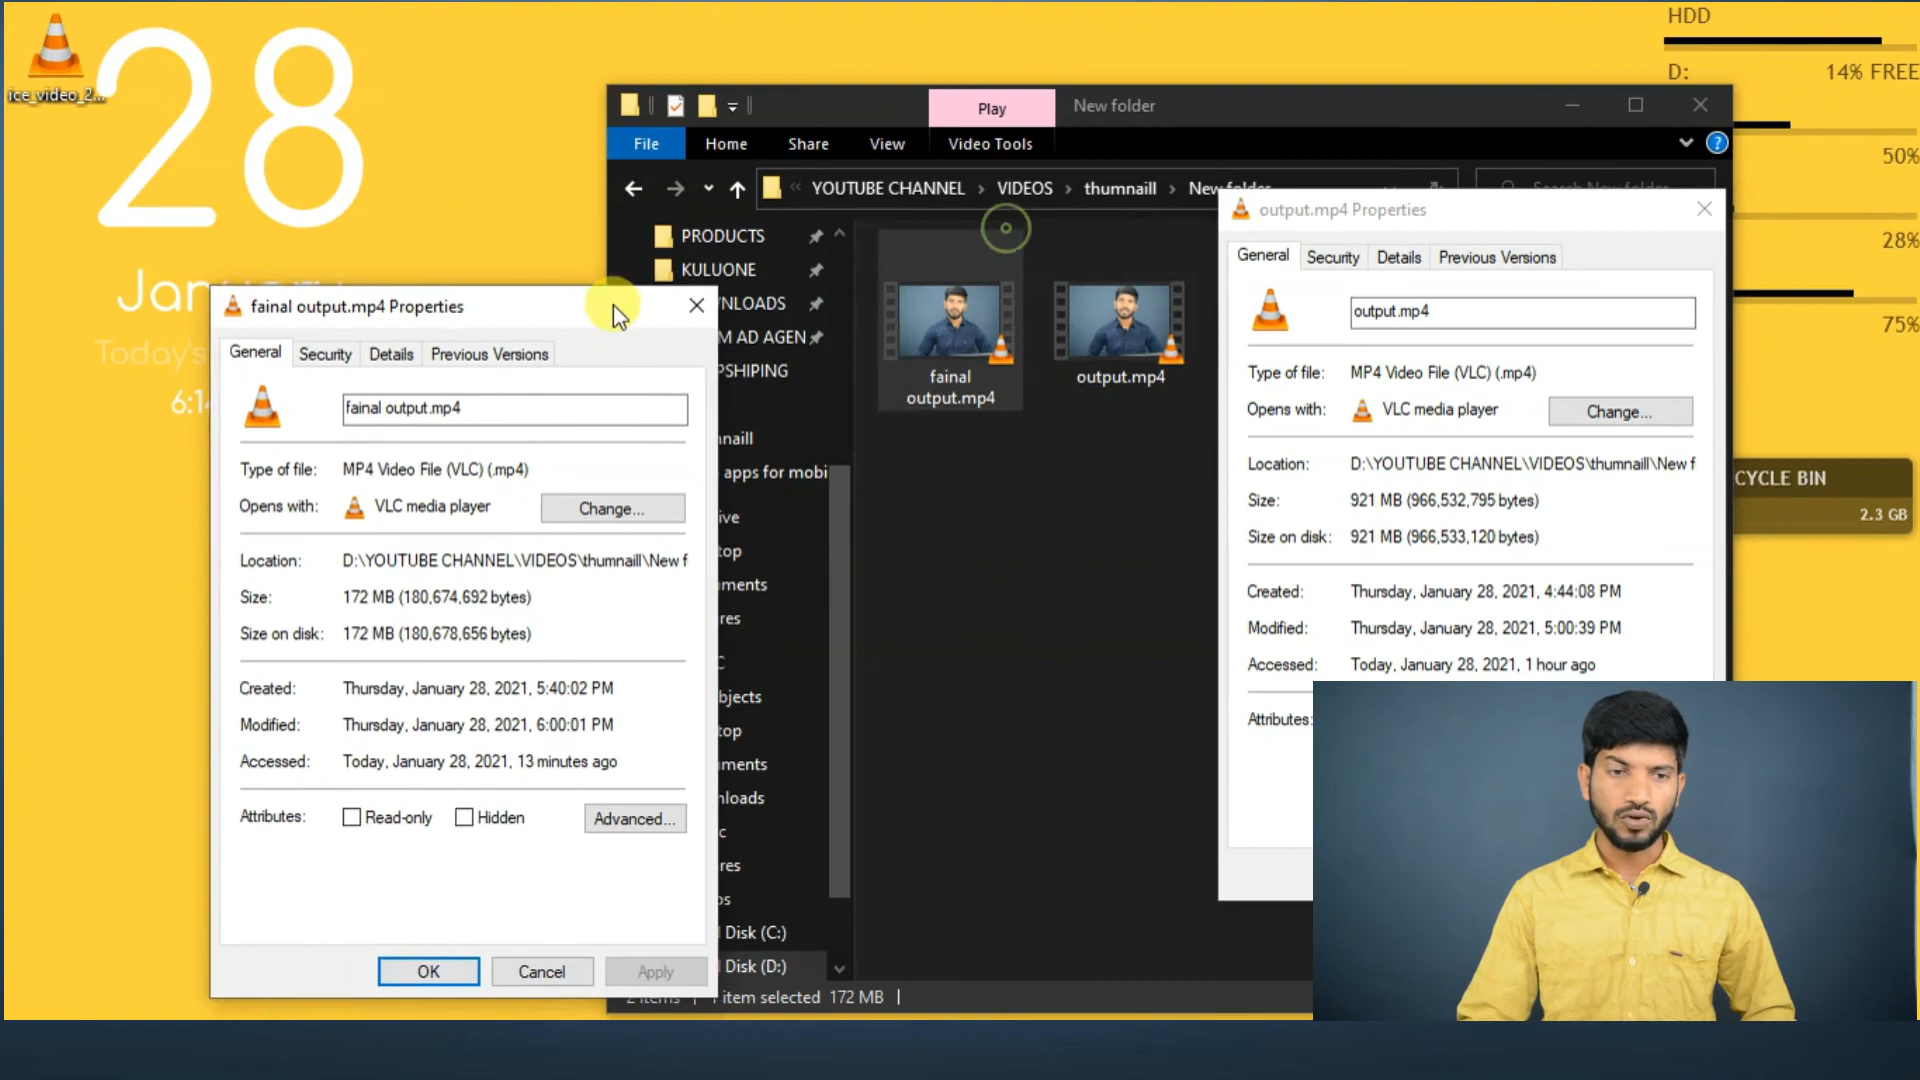 ice_video_2...
28
Today's
6:1
HDD
D: 14% FREE
50%
28%
75%
CYCLE BIN
2.3 GB
Play
New folder
File
Home
Share
View
Video Tools
YOUTUBE CHANNEL
VIDEOS
thumnaill
New folder
Search New folder
PRODUCTS
KULUONE
NLOADS
M AD AGEN
PSHIPING
naill
apps for mobi
ive
top
ments
res
C
bjects
top
ments
nloads
c
res
os
Disk (C:)
Disk (D:)
2 items
1 item selected 172 MB
fainal
output.mp4
output.mp4
fainal output.mp4 Properties
General
Security
Details
Previous Versions
fainal output.mp4
Type of file: MP4 Video File (VLC) (.mp4)
Opens with: VLC media player
Change...
Location: D:\YOUTUBE CHANNEL\VIDEOS\thumnaill\New f
Size: 172 MB (180,674,692 bytes)
Size on disk: 172 MB (180,678,656 bytes)
Created: Thursday, January 28, 2021, 5:40:02 PM
Modified: Thursday, January 28, 2021, 6:00:01 PM
Accessed: Today, January 28, 2021, 13 minutes ago
Attributes: Read-only Hidden
Advanced...
OK
Cancel
Apply
output.mp4 Properties
General
Security
Details
Previous Versions
output.mp4
Type of file: MP4 Video File (VLC) (.mp4)
Opens with: VLC media player
Change...
Location: D:\YOUTUBE CHANNEL\VIDEOS\thumnaill\New f
Size: 921 MB (966,532,795 bytes)
Size on disk: 921 MB (966,533,120 bytes)
Created: Thursday, January 28, 2021, 4:44:08 PM
Modified: Thursday, January 28, 2021, 5:00:39 PM
Accessed: Today, January 28, 2021, 1 hour ago
Attributes: